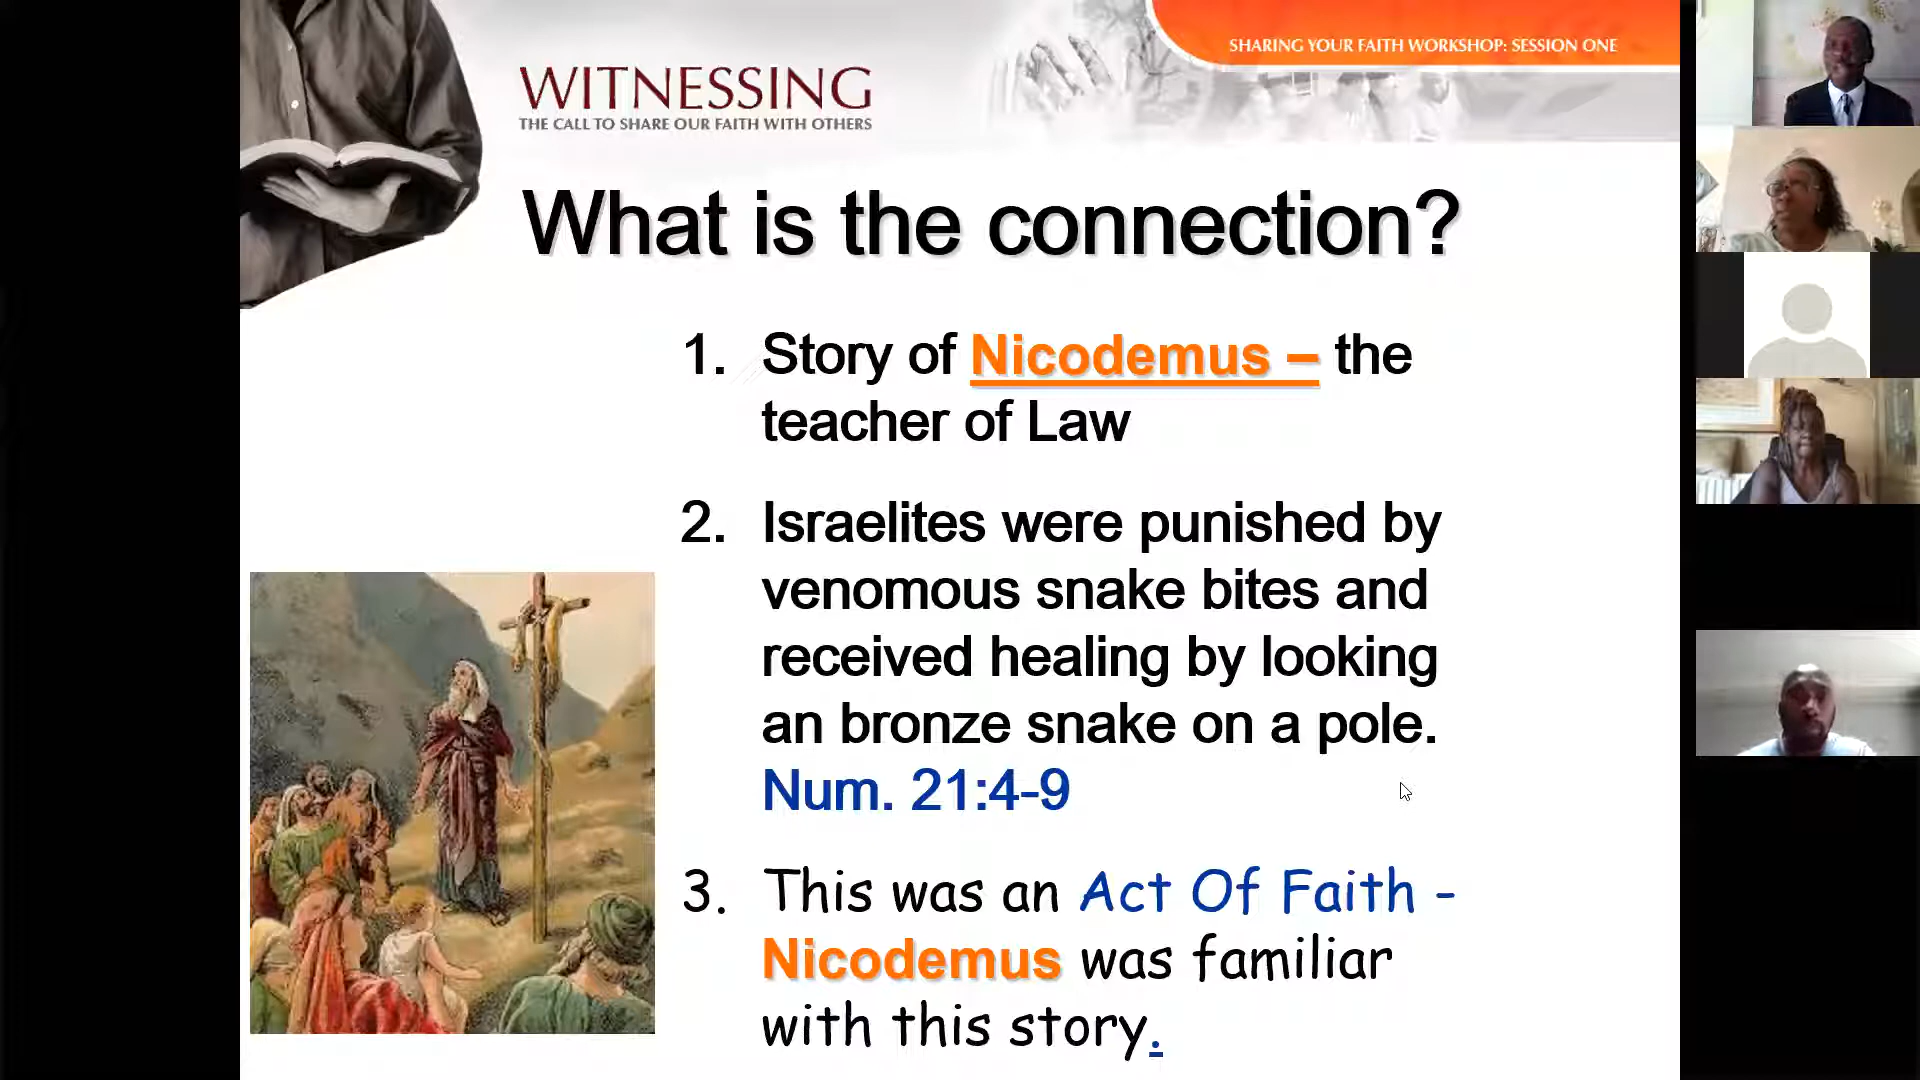 SHARING YOUR FAITH WORKSHOP: SESSION ONE
WITNESSING
THE CALL TO SHARE OUR FAITH WITH OTHERS
What is the connection?
1. Story of Nicodemus – the
teacher of Law
2. Israelites were punished by
venomous snake bites and
received healing by looking
an bronze snake on a pole.
Num. 21:4-9
3. This was an Act Of Faith -
Nicodemus was familiar
with this story.